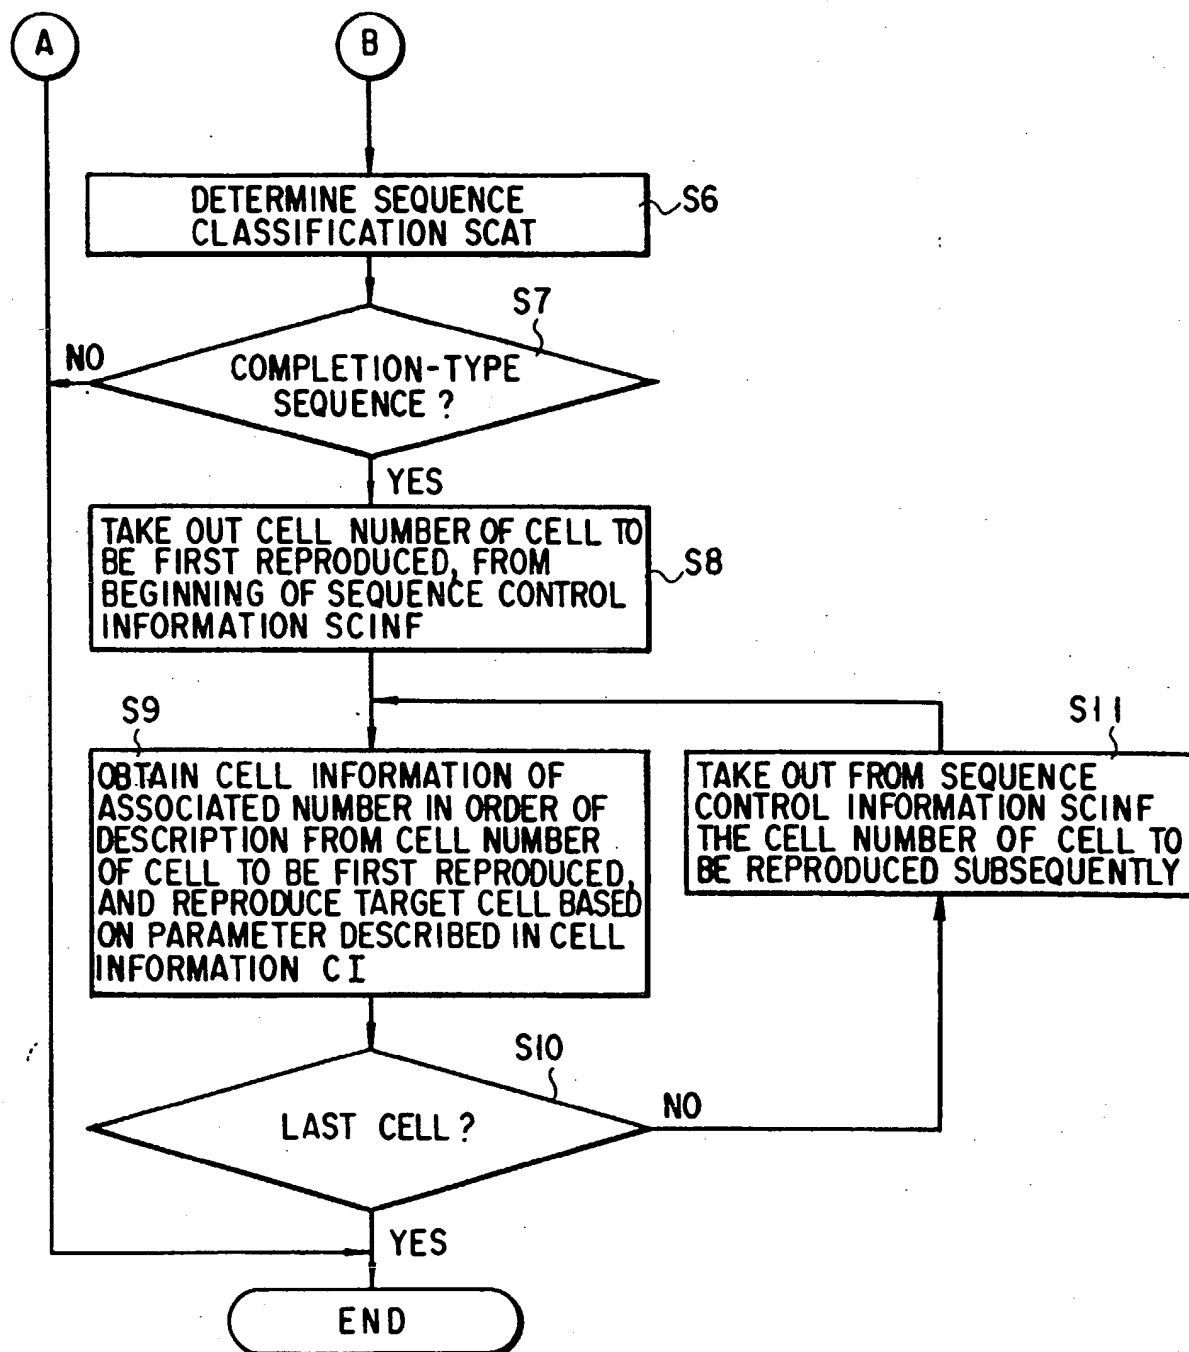 A
B
DETERMINE SEQUENCE
CLASSIFICATION SCAT
S6
S7
NO
COMPLETION-TYPE
SEQUENCE ?
YES
TAKE OUT CELL NUMBER OF CELL TO
BE FIRST REPRODUCED, FROM
BEGINNING OF SEQUENCE CONTROL
INFORMATION SCINF
S8
S9
OBTAIN CELL INFORMATION OF
ASSOCIATED NUMBER IN ORDER OF
DESCRIPTION FROM CELL NUMBER
OF CELL TO BE FIRST REPRODUCED,
AND REPRODUCE TARGET CELL BASED
ON PARAMETER DESCRIBED IN CELL
INFORMATION CI
S11
TAKE OUT FROM SEQUENCE
CONTROL INFORMATION SCINF
THE CELL NUMBER OF CELL TO
BE REPRODUCED SUBSEQUENTLY
S10
LAST CELL ?
NO
YES
END